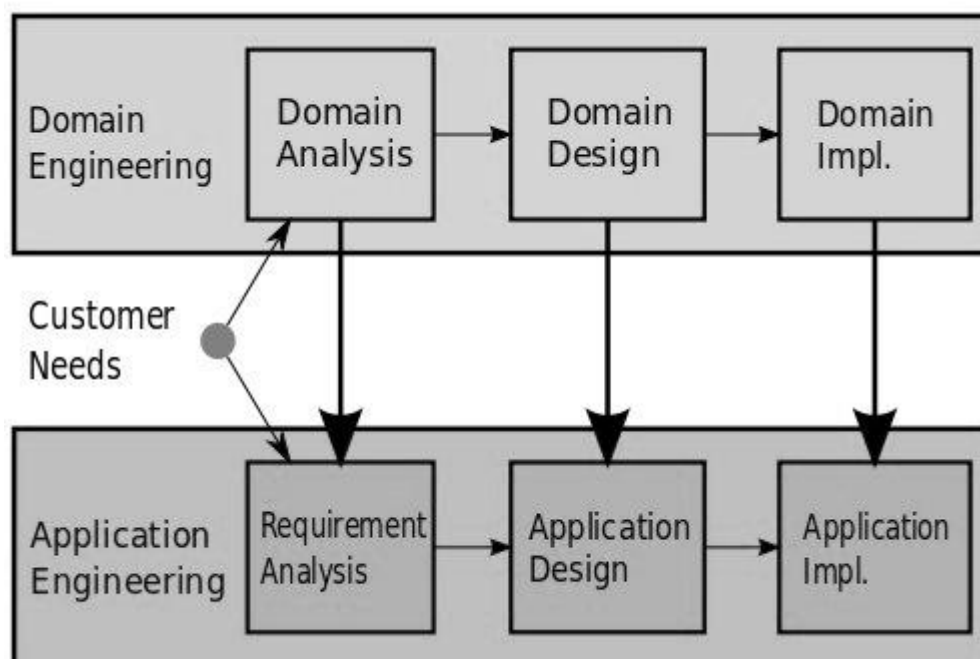 Domain
Engineering
Domain
Analysis
Domain
Design
Domain
Impl.
Customer
Needs
Application
Engineering
Requirement
Analysis
Application
Design
Application
Impl.